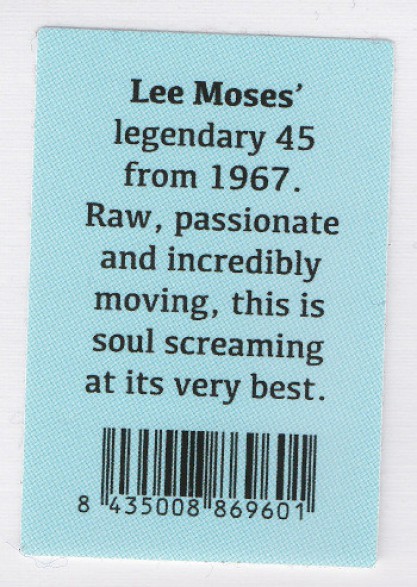 Lee Moses’
legendary 45
from 1967.
Raw, passionate
and incredibly
moving, this is
soul screaming
at its very best.
8 435008 869601